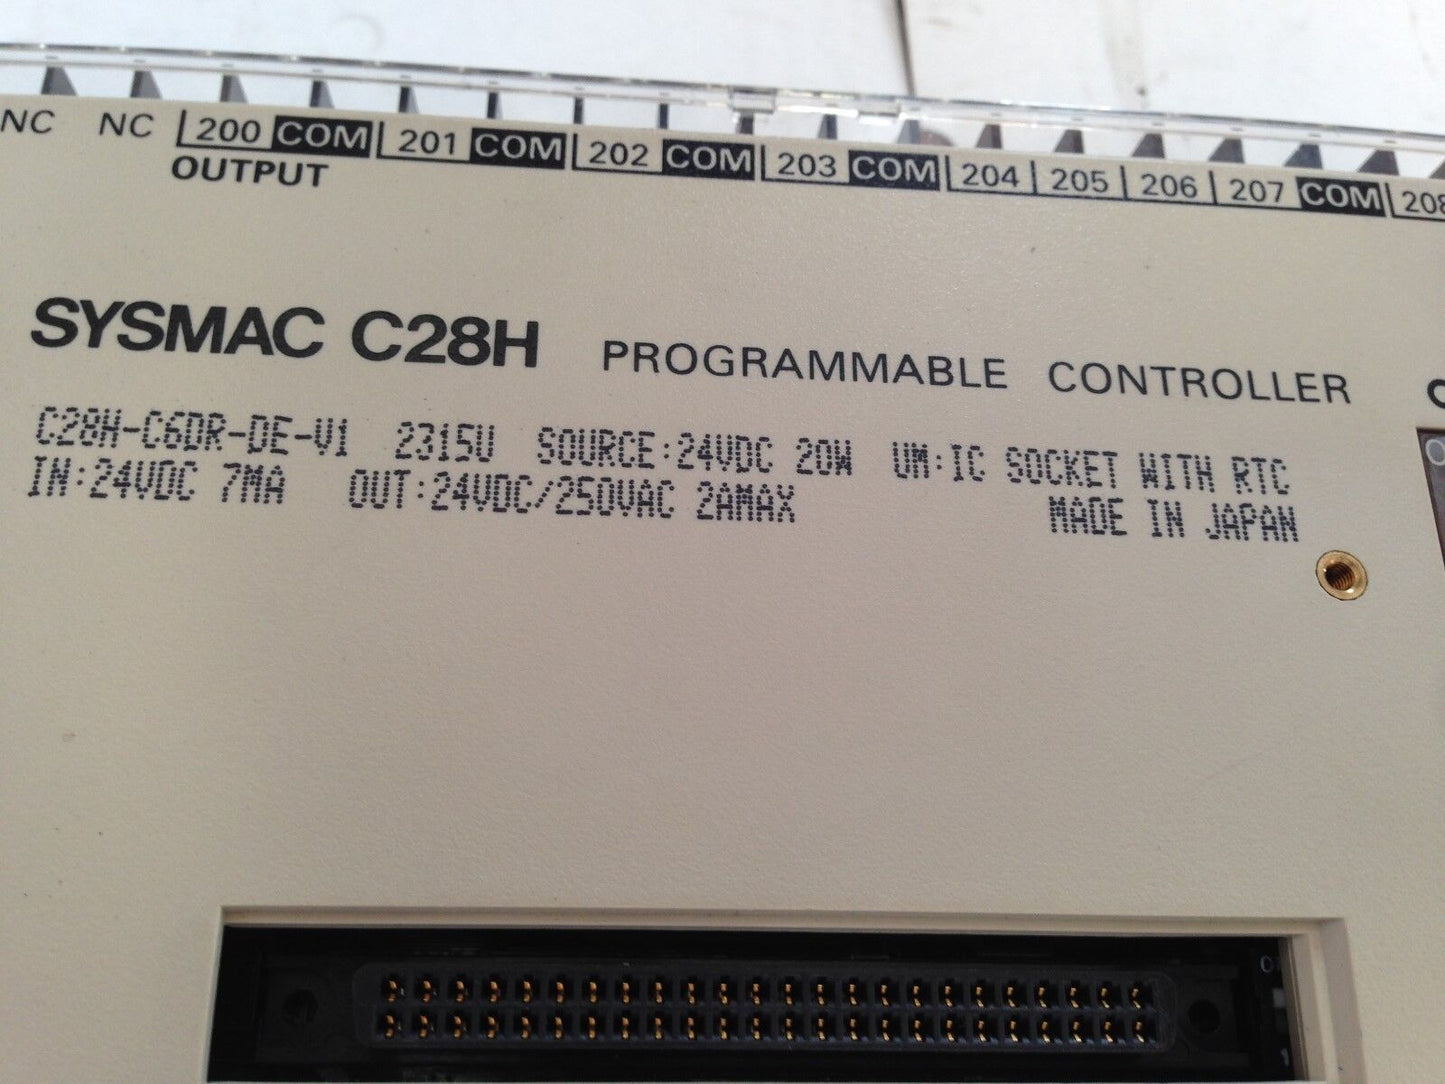 NC NC 200 COM 201 COM 202 COM 203 COM 204 205 206 207 COM 208
OUTPUT
SYSMAC C28H PROGRAMMABLE CONTROLLER
C28H-C6DR-DE-V1 2315U SOURCE:24VDC 20W UM:IC SOCKET WITH RTC
IN:24VDC 7MA OUT:24VDC/250VAC 2AMAX MADE IN JAPAN